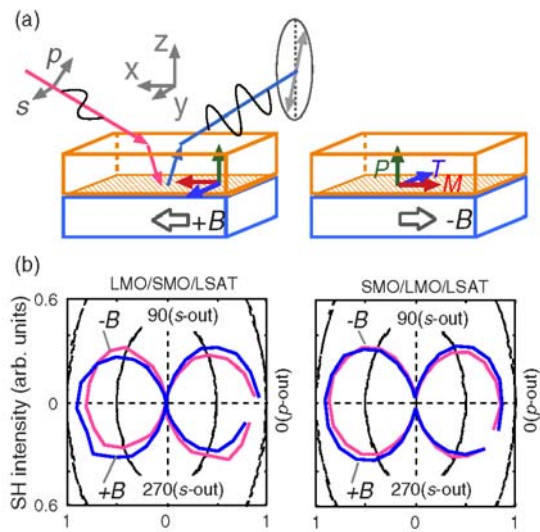 (a)
p
s
z
x
y
P
T
M
+B
-B
(b)
LMO/SMO/LSAT
SMO/LMO/LSAT
SH intensity (arb. units)
0.6
0
0.6
-B
90(s-out)
+B
270(s-out)
0(p-out)
-B
90(s-out)
+B
270(s-out)
0(p-out)
1
0
1
1
0
1